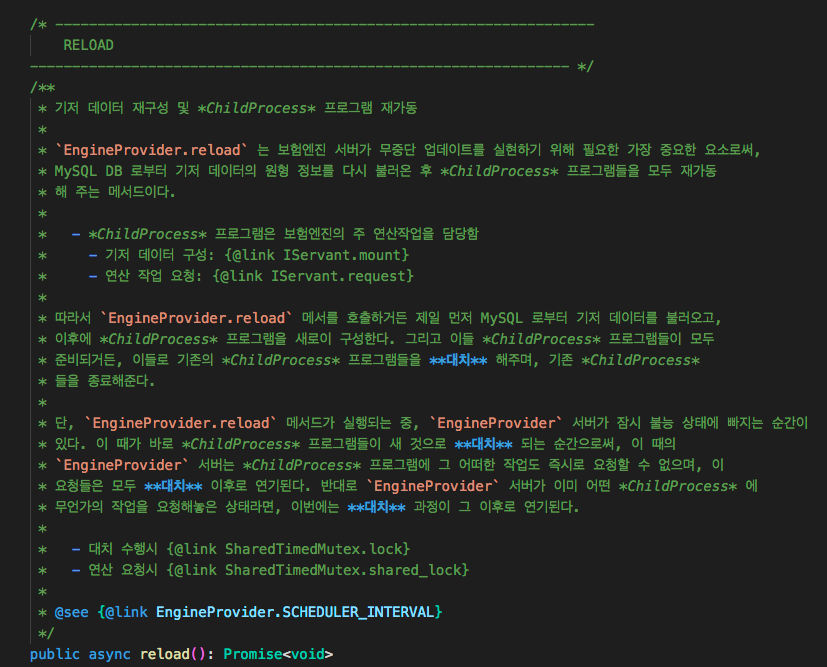 /* ----------------------------------------------------------------
    RELOAD
---------------------------------------------------------------- */
/**
 * 기저 데이터 재구성 및 *ChildProcess* 프로그램 재가동
 *
 * `EngineProvider.reload` 는 보험엔진 서버가 무중단 업데이트를 실현하기 위해 필요한 가장 중요한 요소로써,
 * MySQL DB 로부터 기저 데이터의 원형 정보를 다시 불러온 후 *ChildProcess* 프로그램들을 모두 재가동
 * 해 주는 메서드이다.
 *
 *   - *ChildProcess* 프로그램은 보험엔진의 주 연산작업을 담당함
 *     - 기저 데이터 구성: {@link IServant.mount}
 *     - 연산 작업 요청: {@link IServant.request}
 *
 * 따라서 `EngineProvider.reload` 메서를 호출하거든 제일 먼저 MySQL 로부터 기저 데이터를 불러오고,
 * 이후에 *ChildProcess* 프로그램을 새로이 구성한다. 그리고 이들 *ChildProcess* 프로그램들이 모두
 * 준비되거든, 이들로 기존의 *ChildProcess* 프로그램들을 **대치** 해주며, 기존 *ChildProcess*
 * 들을 종료해준다.
 *
 * 단, `EngineProvider.reload` 메서드가 실행되는 중, `EngineProvider` 서버가 잠시 불능 상태에 빠지는 순간이
 * 있다. 이 때가 바로 *ChildProcess* 프로그램들이 새 것으로 **대치** 되는 순간으로써, 이 때의
 * `EngineProvider` 서버는 *ChildProcess* 프로그램에 그 어떠한 작업도 즉시로 요청할 수 없으며, 이
 * 요청들은 모두 **대치** 이후로 연기된다. 반대로 `EngineProvider` 서버가 이미 어떤 *ChildProcess* 에
 * 무언가의 작업을 요청해놓은 상태라면, 이번에는 **대치** 과정이 그 이후로 연기된다.
 *
 *   - 대치 수행시 {@link SharedTimedMutex.lock}
 *   - 연산 요청시 {@link SharedTimedMutex.shared_lock}
 *
 * @see {@link EngineProvider.SCHEDULER_INTERVAL}
 */
public async reload(): Promise<void>